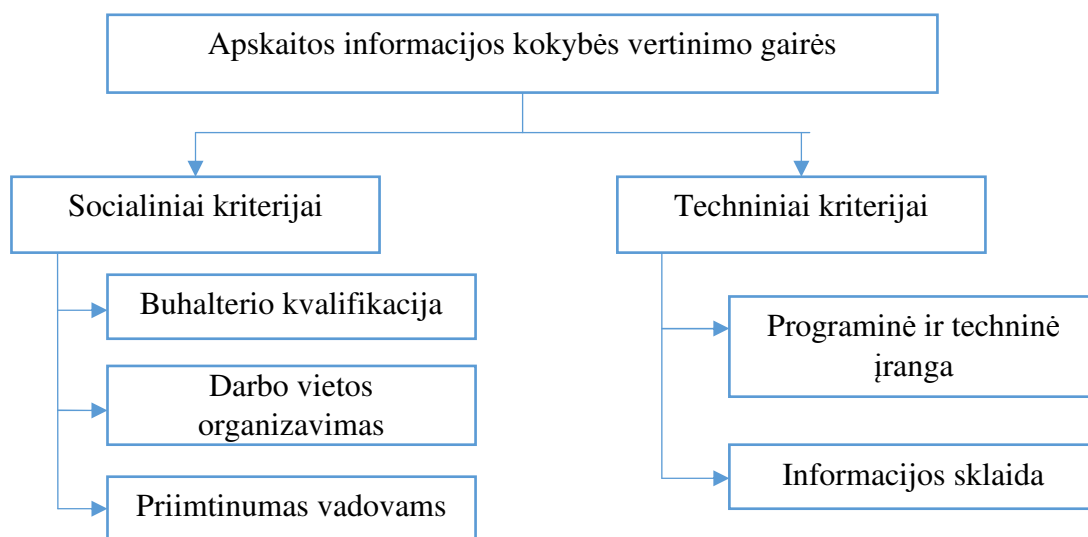 Apskaitos informacijos kokybės vertinimo gairės
Socialiniai kriterijai
Techniniai kriterijai
Buhalterio kvalifikacija
Darbo vietos
organizavimas
Priimtinumas vadovams
Programinė ir techninė
įranga
Informacijos sklaida